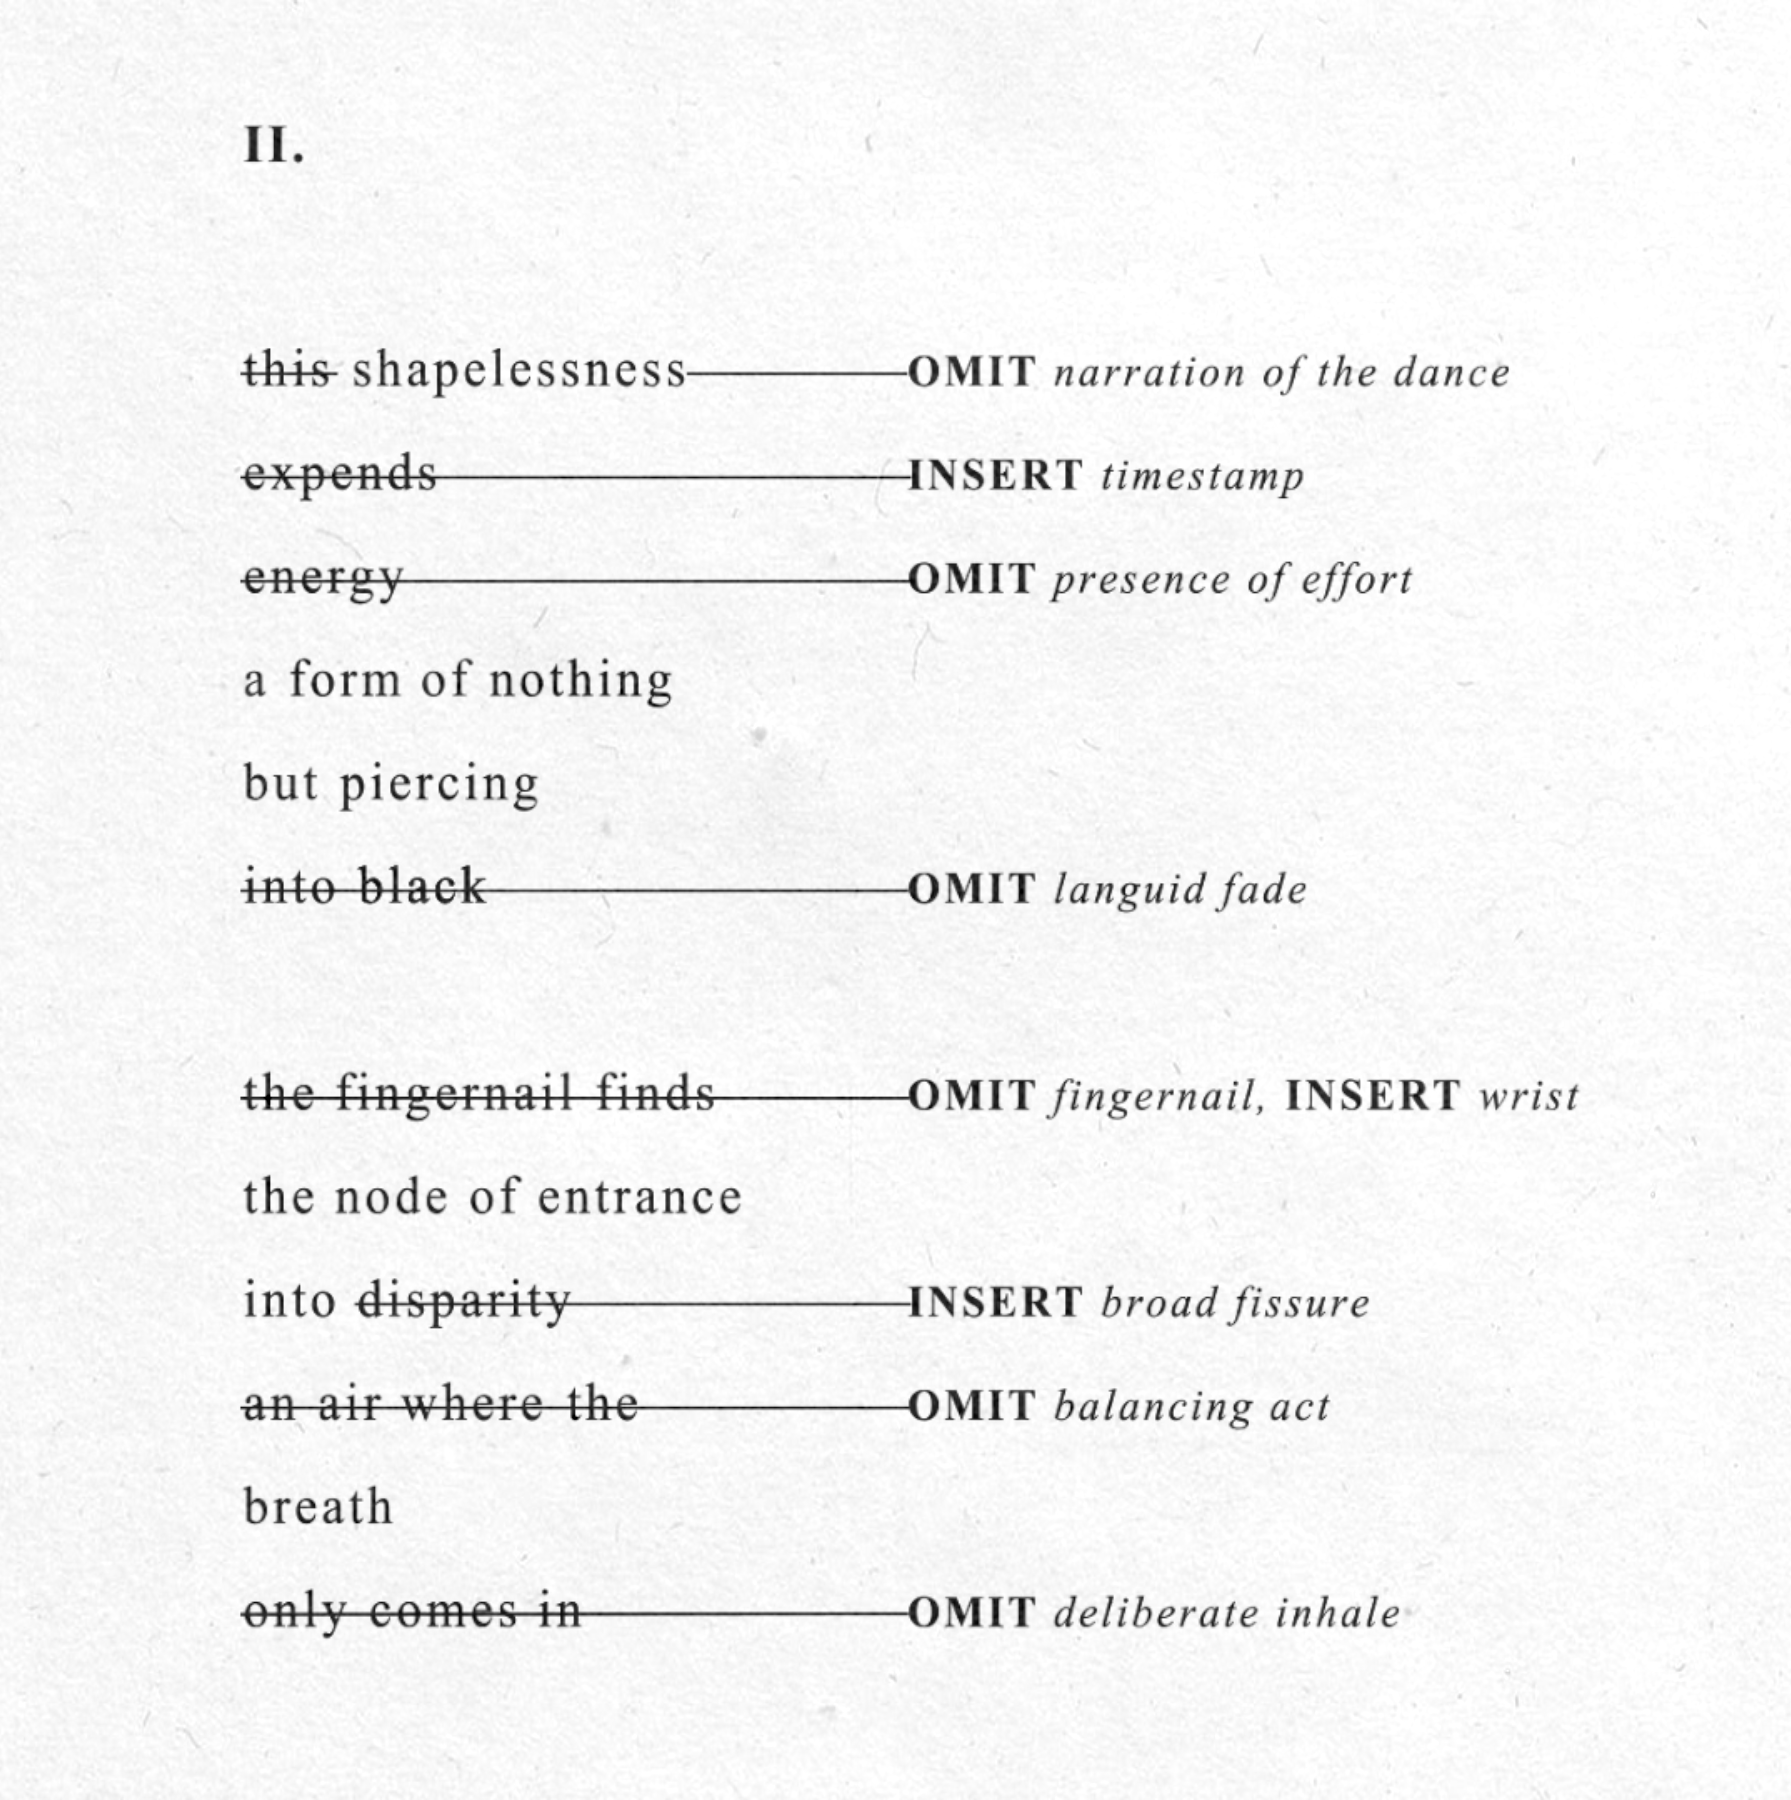 II.
this shapelessness OMIT narration of the dance
expends INSERT timestamp
energy OMIT presence of effort
a form of nothing
but piercing
into black OMIT languid fade
the fingernail finds OMIT fingernail, INSERT wrist
the node of entrance
into disparity INSERT broad fissure
an air where the OMIT balancing act
breath
only comes in OMIT deliberate inhale